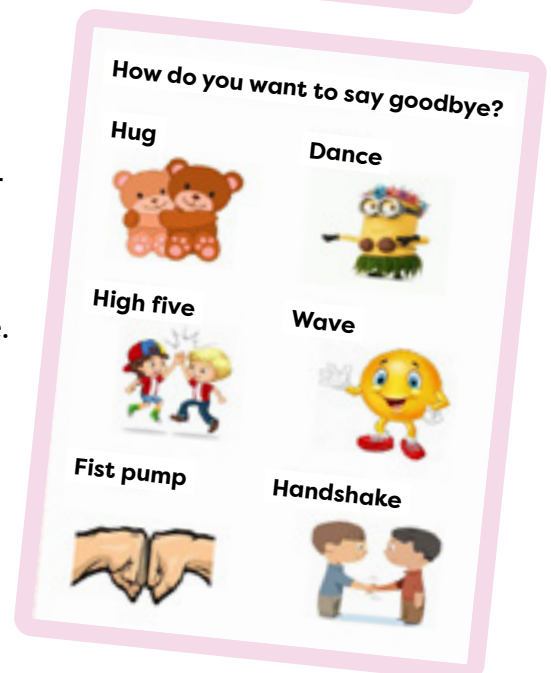 How do you want to say goodbye?
Hug
Dance
High five
Wave
Fist pump
Handshake